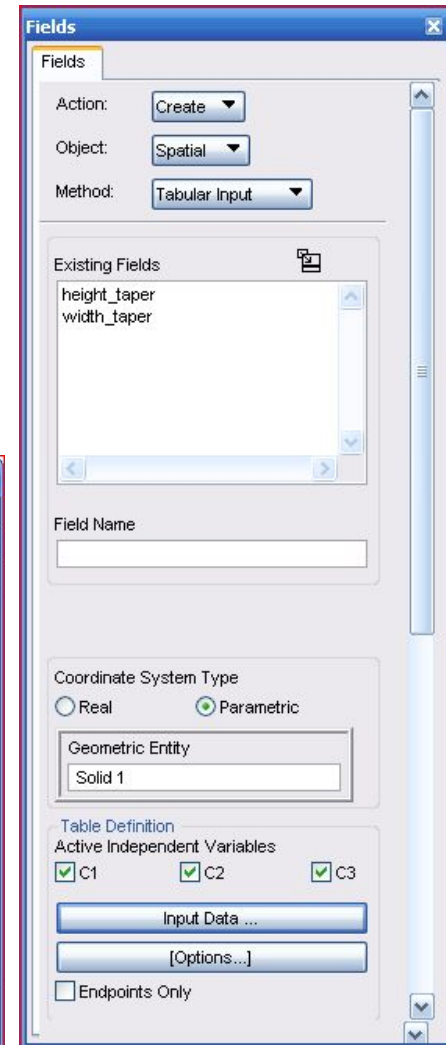 Fields
Fields
Action: Create
Object: Spatial
Method: Tabular Input
Existing Fields
height_taper
width_taper
Field Name
Coordinate System Type
Real Parametric
Geometric Entity
Solid 1
Table Definition
Active Independent Variables
C1 C2 C3
Input Data ...
[Options...]
Endpoints Only